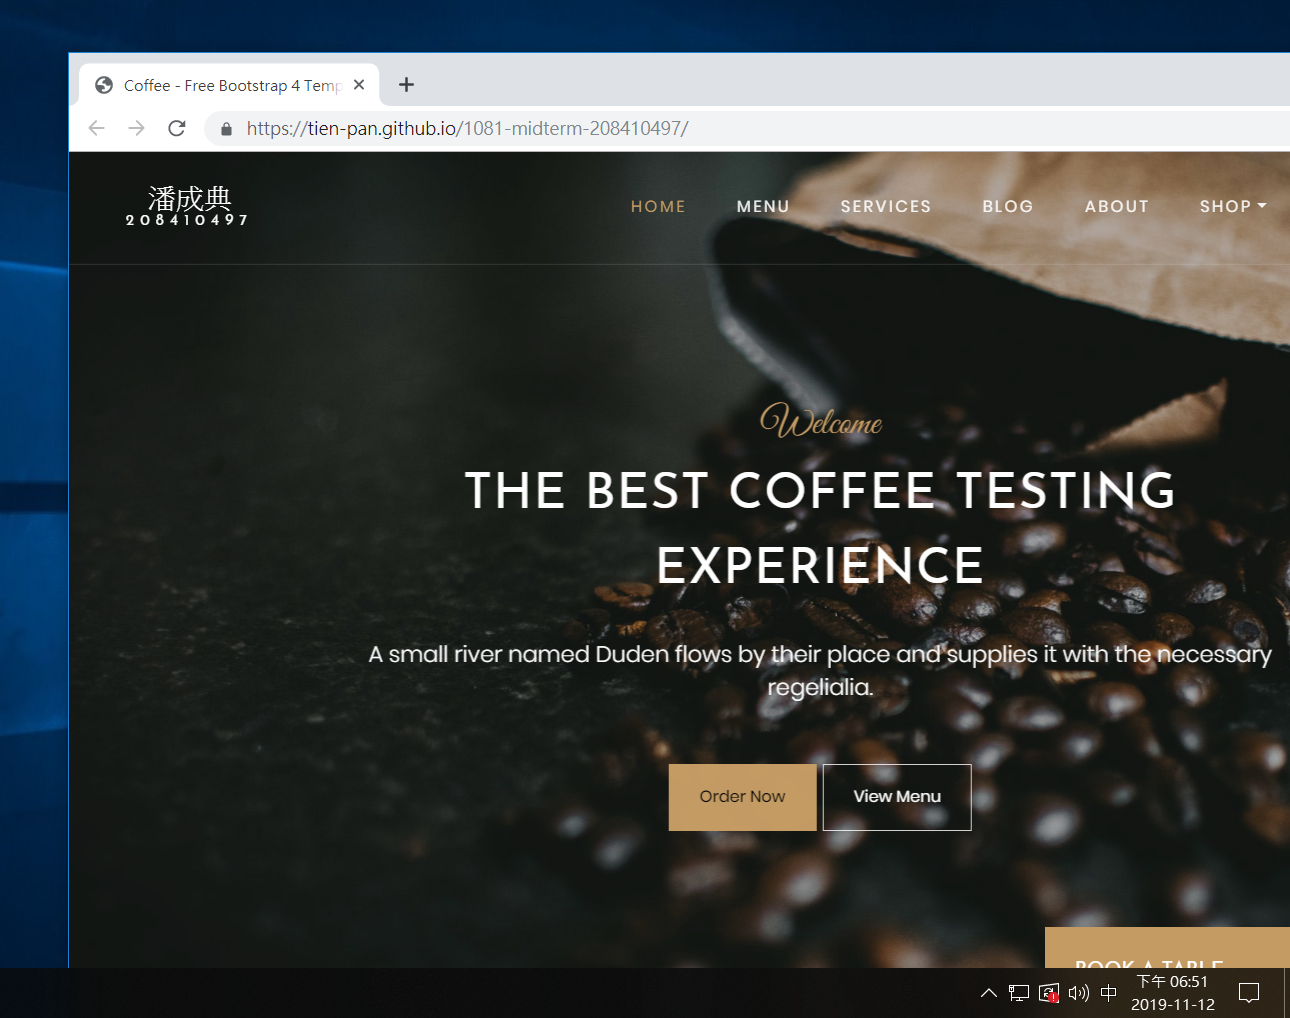 Coffee - Free Bootstrap 4 Temp
https://tien-pan.github.io/1081-midterm-208410497/
潘成典
208410497
HOME MENU SERVICES BLOG ABOUT SHOP
Welcome
THE BEST COFFEE TESTING
EXPERIENCE
A small river named Duden flows by their place and supplies it with the necessary
regelialia.
Order Now View Menu
BOOK A TABLE
中
下午 06:51
2019-11-12